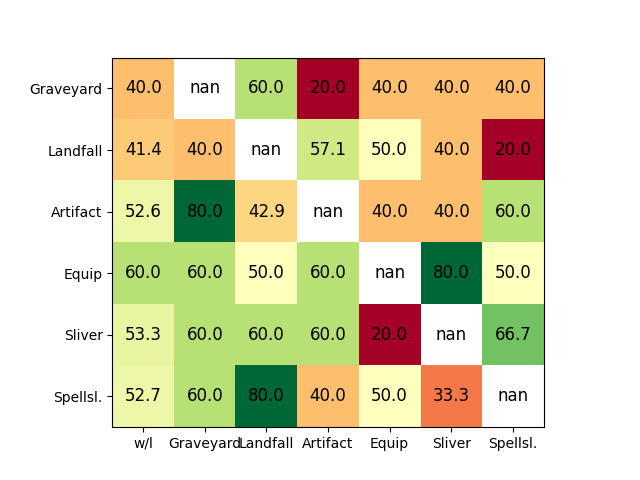 Graveyard 40.0 nan 60.0 20.0 40.0 40.0 40.0
Landfall 41.4 40.0 nan 57.1 50.0 40.0 20.0
Artifact 52.6 80.0 42.9 nan 40.0 40.0 60.0
Equip 60.0 60.0 50.0 60.0 nan 80.0 50.0
Sliver 53.3 60.0 60.0 60.0 20.0 nan 66.7
Spellsl. 52.7 60.0 80.0 40.0 50.0 33.3 nan
w/l Graveyard Landfall Artifact Equip Sliver Spellsl.